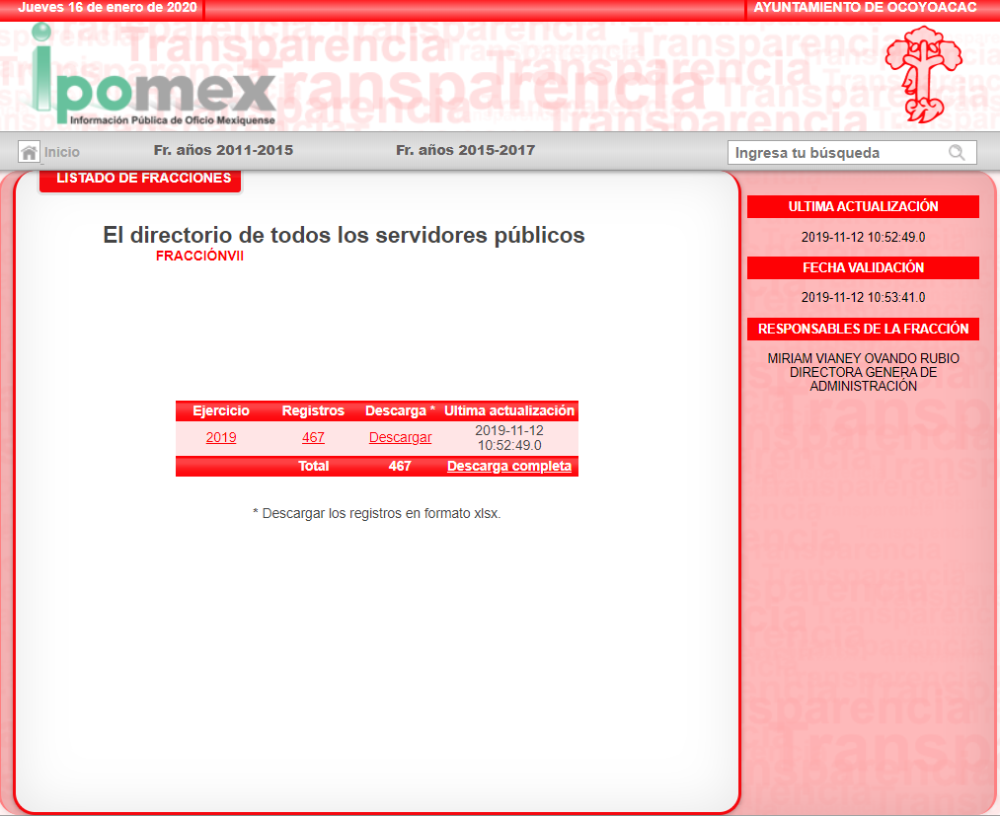 Jueves 16 de enero de 2020
AYUNTAMIENTO DE OCOYOACAC
Transparencia
Transparencia
Transparencia
ipomex
Información Pública de Oficio Mexiquense
Inicio
Fr. años 2011-2015
Fr. años 2015-2017
Ingresa tu búsqueda
LISTADO DE FRACCIONES
El directorio de todos los servidores públicos
FRACCIÓNVII
Ejercicio Registros Descarga * Ultima actualización
2019 467 Descargar 2019-11-12
10:52:49.0
Total 467 Descarga completa
* Descargar los registros en formato xlsx.
ULTIMA ACTUALIZACIÓN
2019-11-12 10:52:49.0
FECHA VALIDACIÓN
2019-11-12 10:53:41.0
RESPONSABLES DE LA FRACCIÓN
MIRIAM VIANEY OVANDO RUBIO
DIRECTORA GENERA DE
ADMINISTRACIÓN